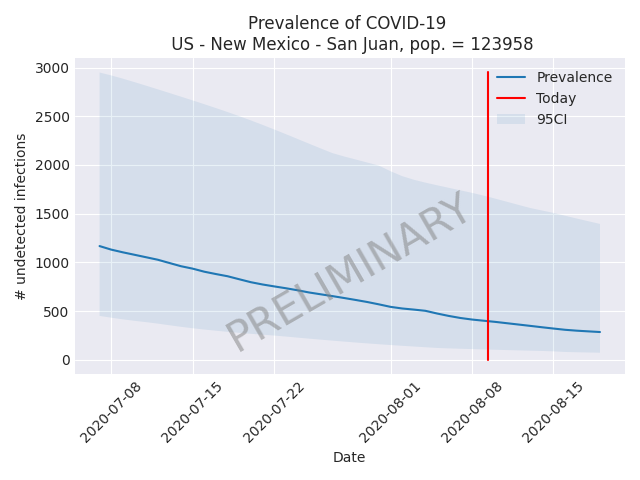 Prevalence of COVID-19
US - New Mexico - San Juan, pop. = 123958
# undetected infections
3000
2500
2000
1500
1000
500
0
Prevalence
Today
95CI
PRELIMINARY
2020-07-08
2020-07-15
2020-07-22
2020-08-01
2020-08-08
2020-08-15
Date